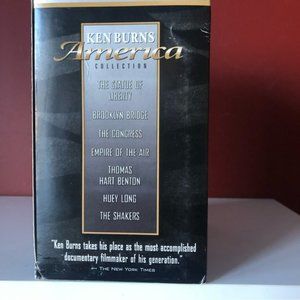 KEN BURNS
America
COLLECTION
THE STATUE OF
LIBERTY
BROOKLYN BRIDGE
THE CONGRESS
EMPIRE OF THE AIR
THOMAS
HART BENTON
HUEY LONG
THE SHAKERS
"Ken Burns takes his place as the most accomplished
documentary filmmaker of his generation."
— THE NEW YORK TIMES